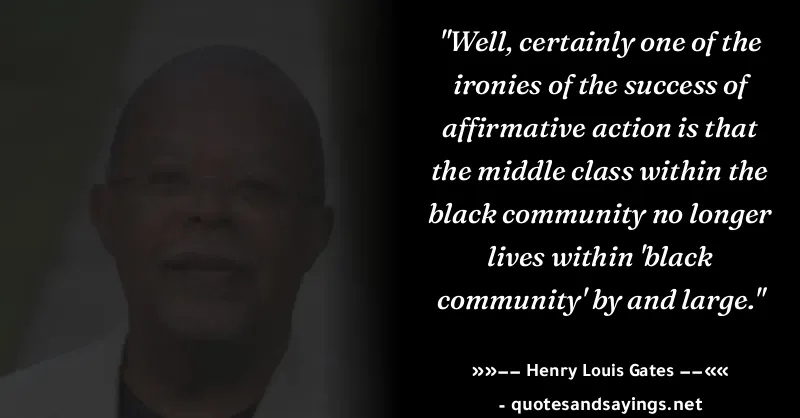 "Well, certainly one of the
ironies of the success of
affirmative action is that
the middle class within the
black community no longer
lives within 'black
community' by and large."
»»−− Henry Louis Gates −−««
- quotesandsayings.net